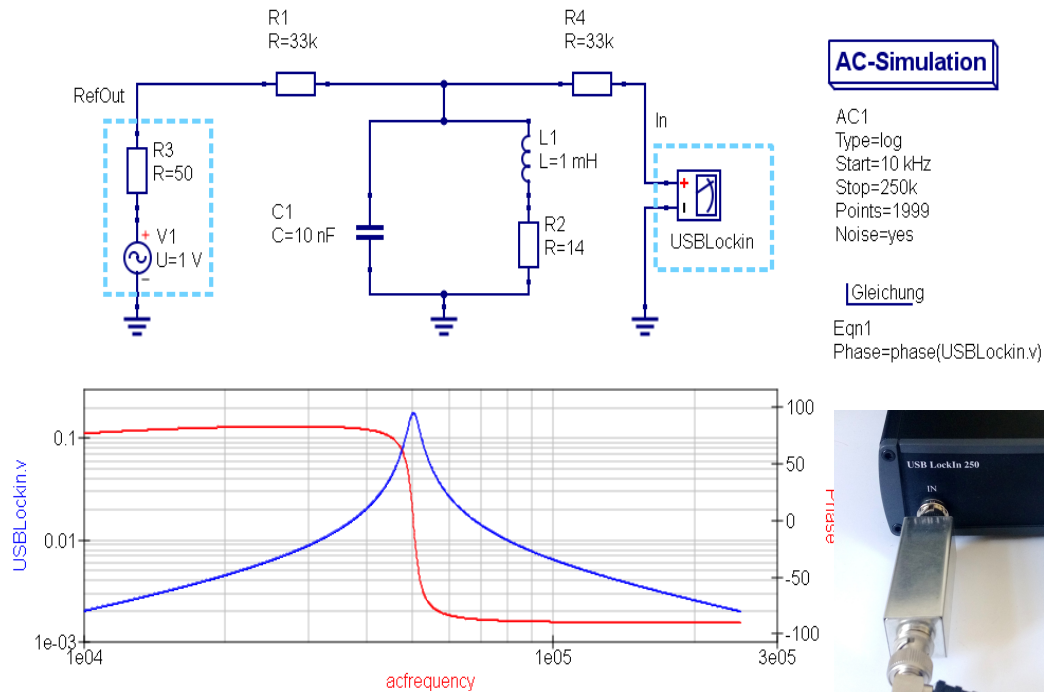 R1
R=33k
R4
R=33k
AC-Simulation
RefOut
AC1
Type=log
Start=10 kHz
Stop=250k
Points=1999
Noise=yes
In
R3
R=50
L1
L=1 mH
+
-
V1
U=1 V
+
−
C1
C=10 nF
R2
R=14
USBLockin
Gleichung
Eqn1
Phase=phase(USBLockin.v)
USBLockin.v
0.1
0.01
1e-03
1e04
1e05
3e05
acfrequency
100
50
0
-50
-100
Phase
USB LockIn 250
IN